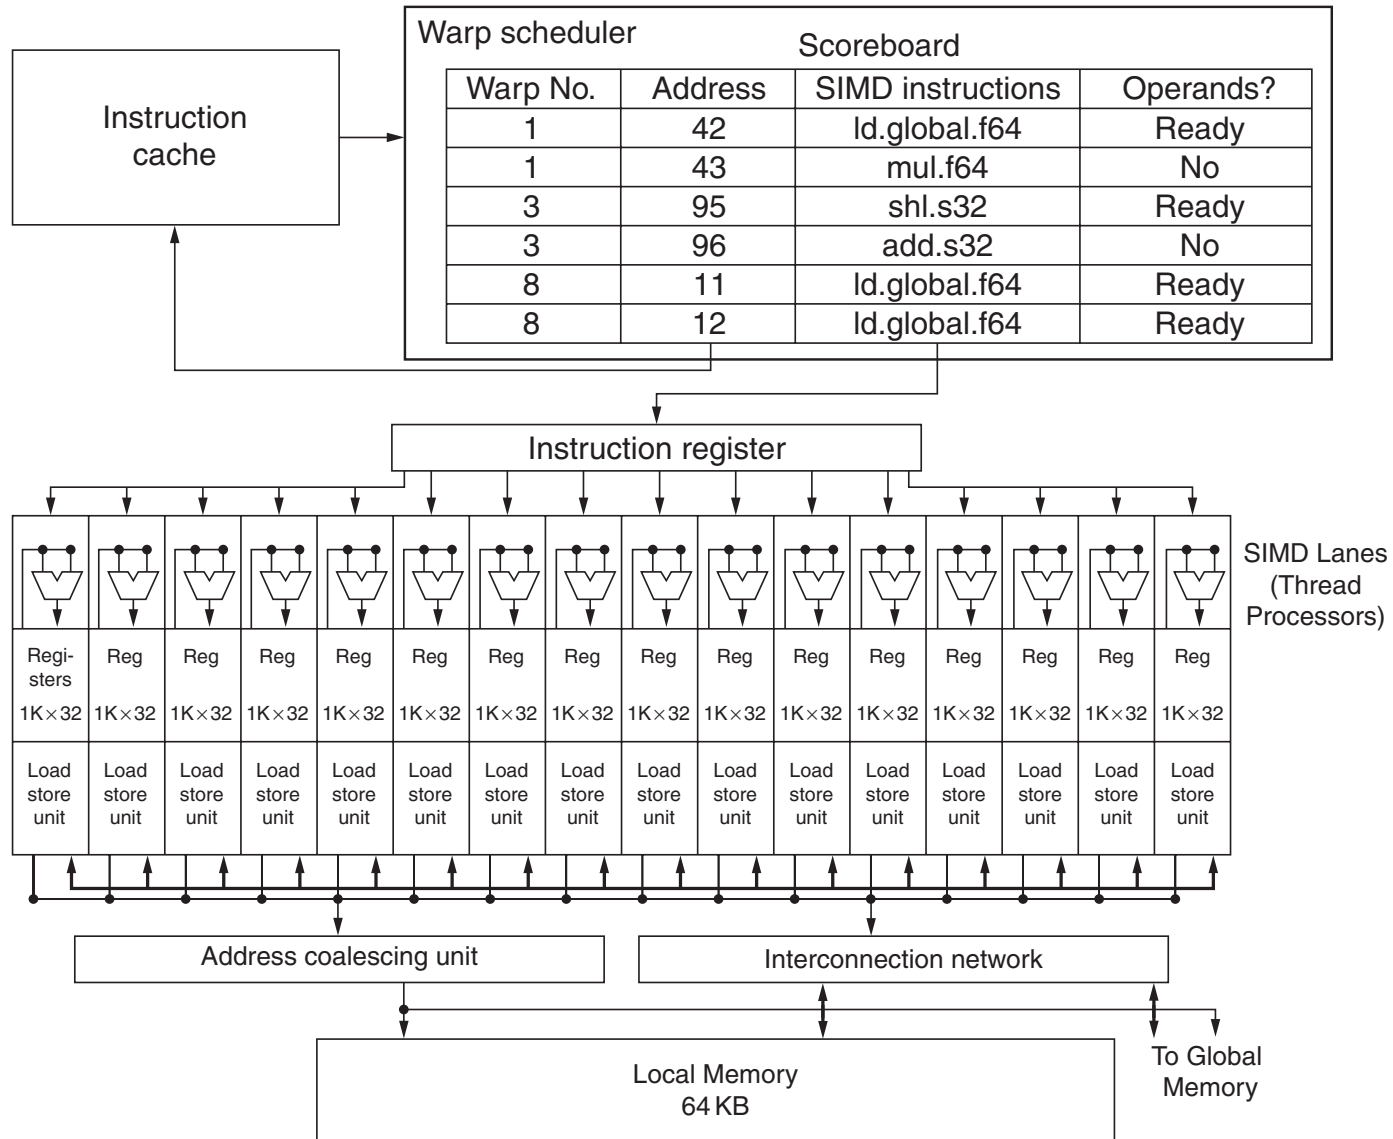 Warp scheduler
Scoreboard
Instruction
cache
Warp No. Address SIMD instructions Operands?
1 42 ld.global.f64 Ready
1 43 mul.f64 No
3 95 shl.s32 Ready
3 96 add.s32 No
8 11 ld.global.f64 Ready
8 12 ld.global.f64 Ready
Instruction register
SIMD Lanes
(Thread
Processors)
Regi- Reg Reg Reg Reg Reg Reg Reg Reg Reg Reg Reg Reg Reg Reg Reg
sters
1K×32 1K×32 1K×32 1K×32 1K×32 1K×32 1K×32 1K×32 1K×32 1K×32 1K×32 1K×32 1K×32 1K×32 1K×32 1K×32
Load Load Load Load Load Load Load Load Load Load Load Load Load Load Load Load
store store store store store store store store store store store store store store store store
unit unit unit unit unit unit unit unit unit unit unit unit unit unit unit unit
Address coalescing unit
Interconnection network
To Global
Memory
Local Memory
64 KB